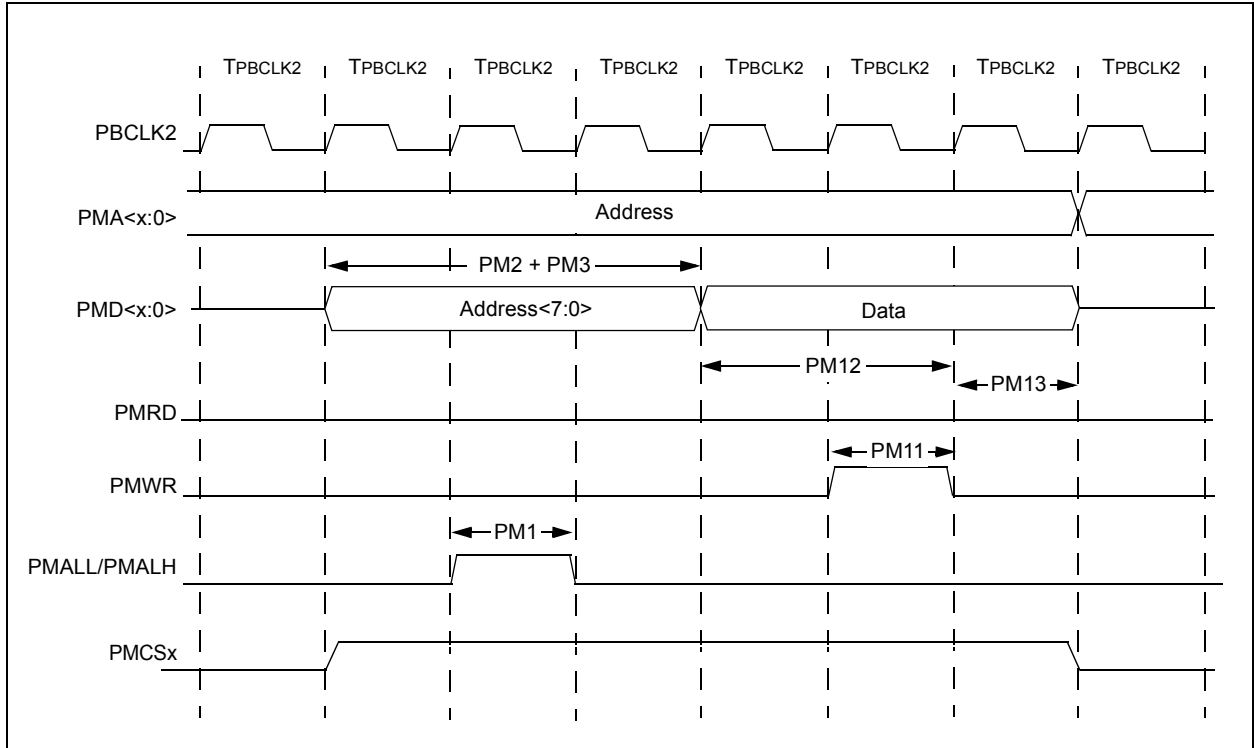 TPBCLK2 TPBCLK2 TPBCLK2 TPBCLK2 TPBCLK2 TPBCLK2 TPBCLK2 TPBCLK2
PBCLK2
PMA<x:0> Address
PM2 + PM3
PMD<x:0> Address<7:0> Data
PM12
PM13
PMRD
PM11
PMWR
PM1
PMALL/PMALH
PMCSx